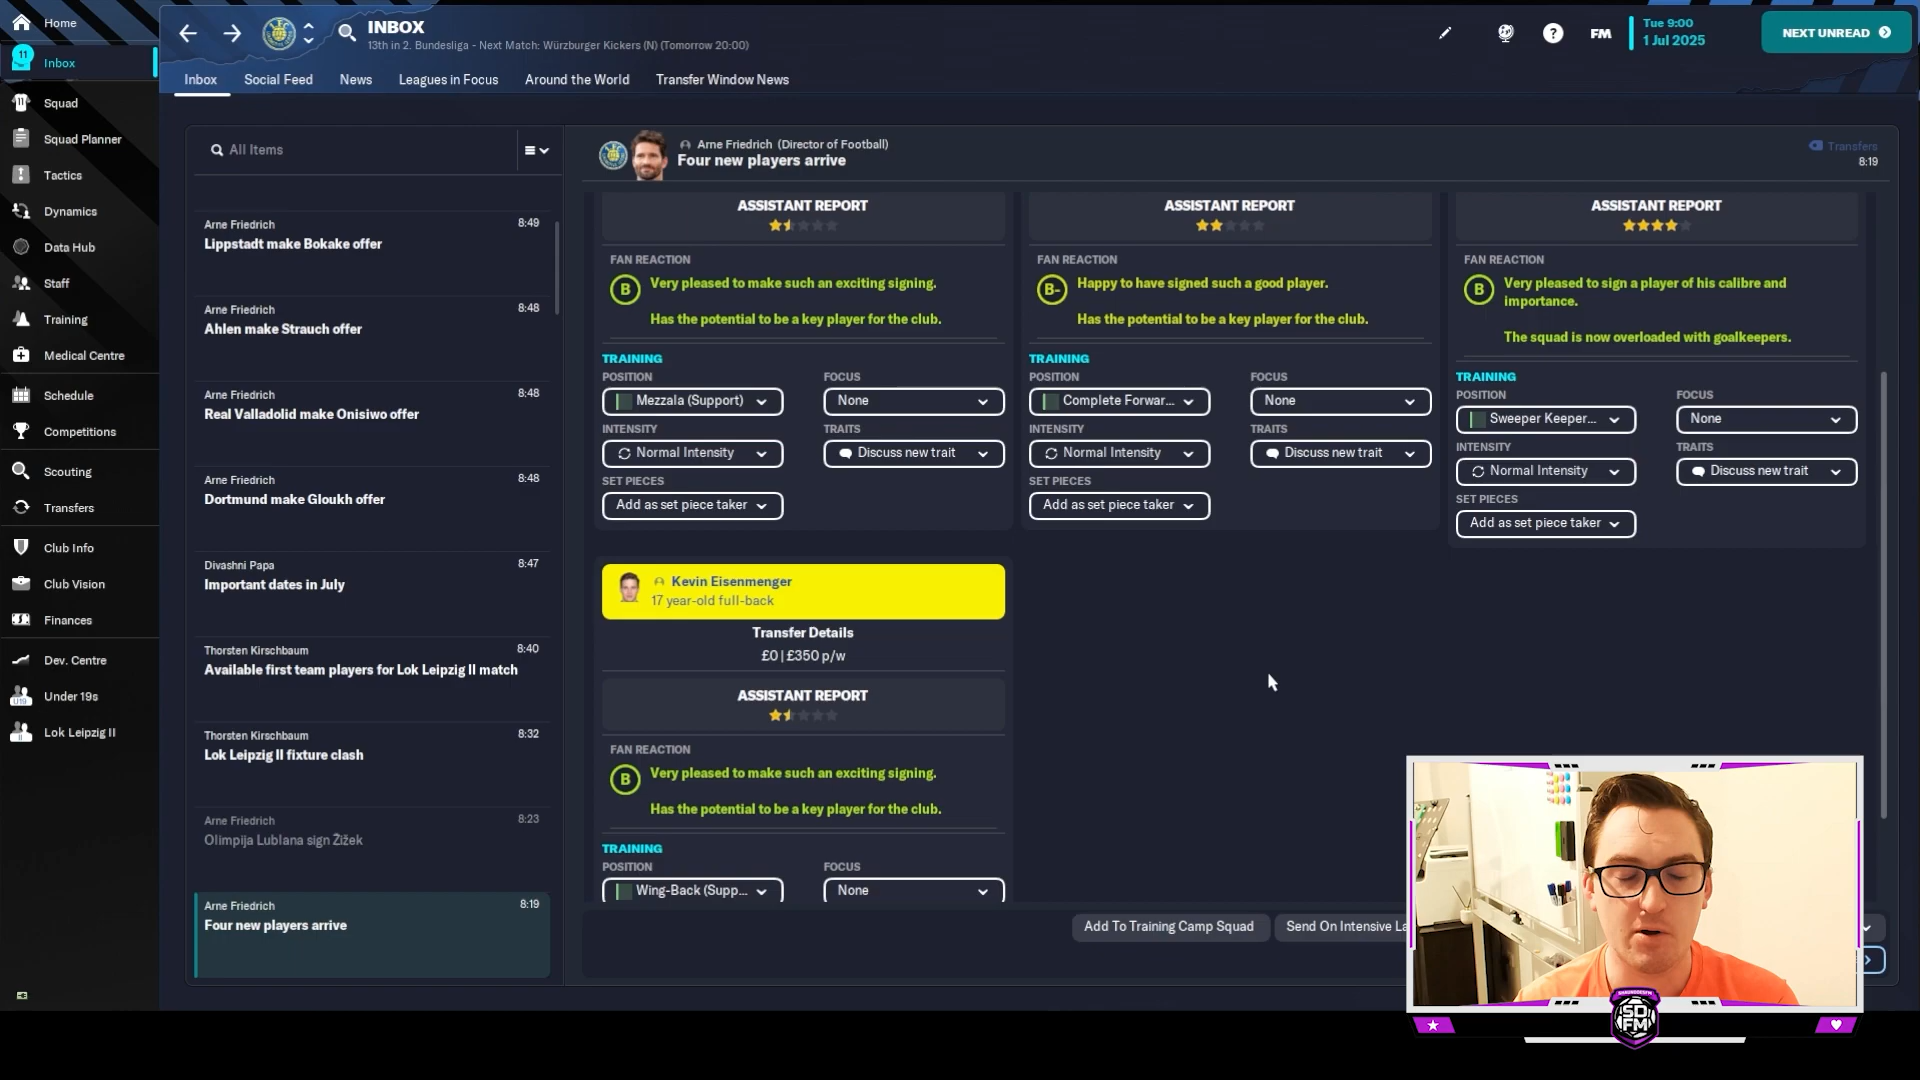 Home
11
Inbox
Squad
Squad Planner
Tactics
Dynamics
Data Hub
Staff
Training
Medical Centre
Schedule
Competitions
Scouting
Transfers
Club Info
Club Vision
Finances
Dev. Centre
Under 19s
Lok Leipzig II
INBOX
13th in 2. Bundesliga - Next Match: Würzburger Kickers (N) (Tomorrow 20:00)
? FM
Tue 9:00
1 Jul 2025
NEXT UNREAD
Inbox Social Feed News Leagues in Focus Around the World Transfer Window News
All Items
Arne Friedrich 8:49
Lippstadt make Bokake offer
Arne Friedrich 8:48
Ahlen make Strauch offer
Arne Friedrich 8:48
Real Valladolid make Onisiwo offer
Arne Friedrich 8:48
Dortmund make Gloukh offer
Divashni Papa 8:47
Important dates in July
Thorsten Kirschbaum 8:40
Available first team players for Lok Leipzig II match
Thorsten Kirschbaum 8:32
Lok Leipzig II fixture clash
Arne Friedrich 8:23
Olimpija Lublana sign Žižek
Arne Friedrich 8:19
Four new players arrive
Arne Friedrich (Director of Football)
Four new players arrive
Transfers
8:19
ASSISTANT REPORT
FAN REACTION
B Very pleased to make such an exciting signing.
Has the potential to be a key player for the club.
TRAINING
POSITION FOCUS
Mezzala (Support) None
INTENSITY TRAITS
Normal Intensity Discuss new trait
SET PIECES
Add as set piece taker
ASSISTANT REPORT
FAN REACTION
B- Happy to have signed such a good player.
Has the potential to be a key player for the club.
TRAINING
POSITION FOCUS
Complete Forwar... None
INTENSITY TRAITS
Normal Intensity Discuss new trait
SET PIECES
Add as set piece taker
ASSISTANT REPORT
FAN REACTION
B Very pleased to sign a player of his calibre and
importance.
The squad is now overloaded with goalkeepers.
TRAINING
POSITION FOCUS
Sweeper Keeper... None
INTENSITY TRAITS
Normal Intensity Discuss new trait
SET PIECES
Add as set piece taker
Kevin Eisenmenger
17 year-old full-back
Transfer Details
£0 | £350 p/w
ASSISTANT REPORT
FAN REACTION
B Very pleased to make such an exciting signing.
Has the potential to be a key player for the club.
TRAINING
POSITION FOCUS
Wing-Back (Supp... None
Add To Training Camp Squad Send On Intensive La
SD
FM